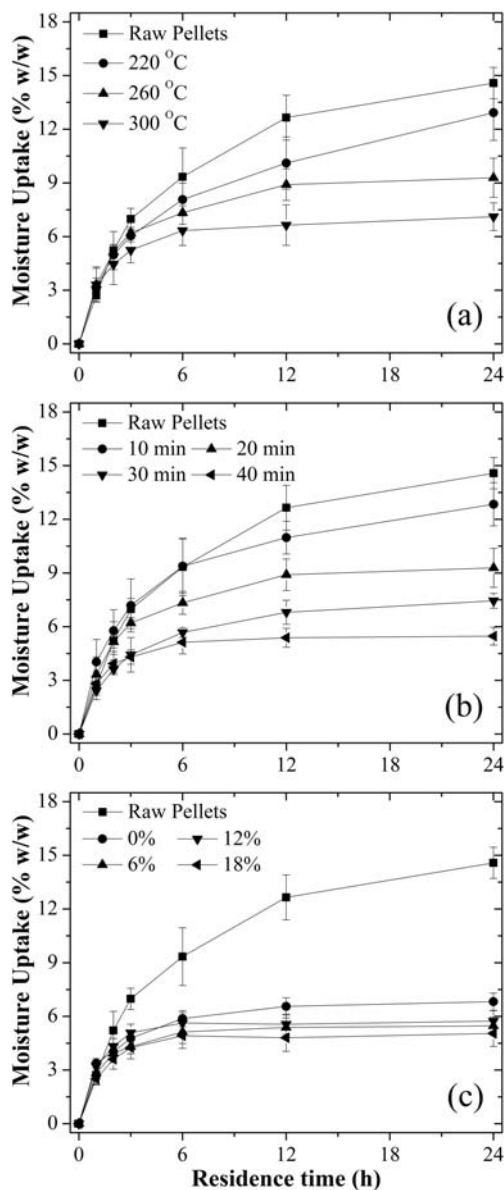 18
15
12
9
6
3
0
Moisture Uptake (% w/w)
Raw Pellets
220 °C
260 °C
300 °C
(a)
0 6 12 18 24
18
15
12
9
6
3
0
Moisture Uptake (% w/w)
Raw Pellets
10 min 20 min
30 min 40 min
(b)
0 6 12 18 24
18
15
12
9
6
3
0
Moisture Uptake (% w/w)
Raw Pellets
0% 12%
6% 18%
(c)
0 6 12 18 24
Residence time (h)